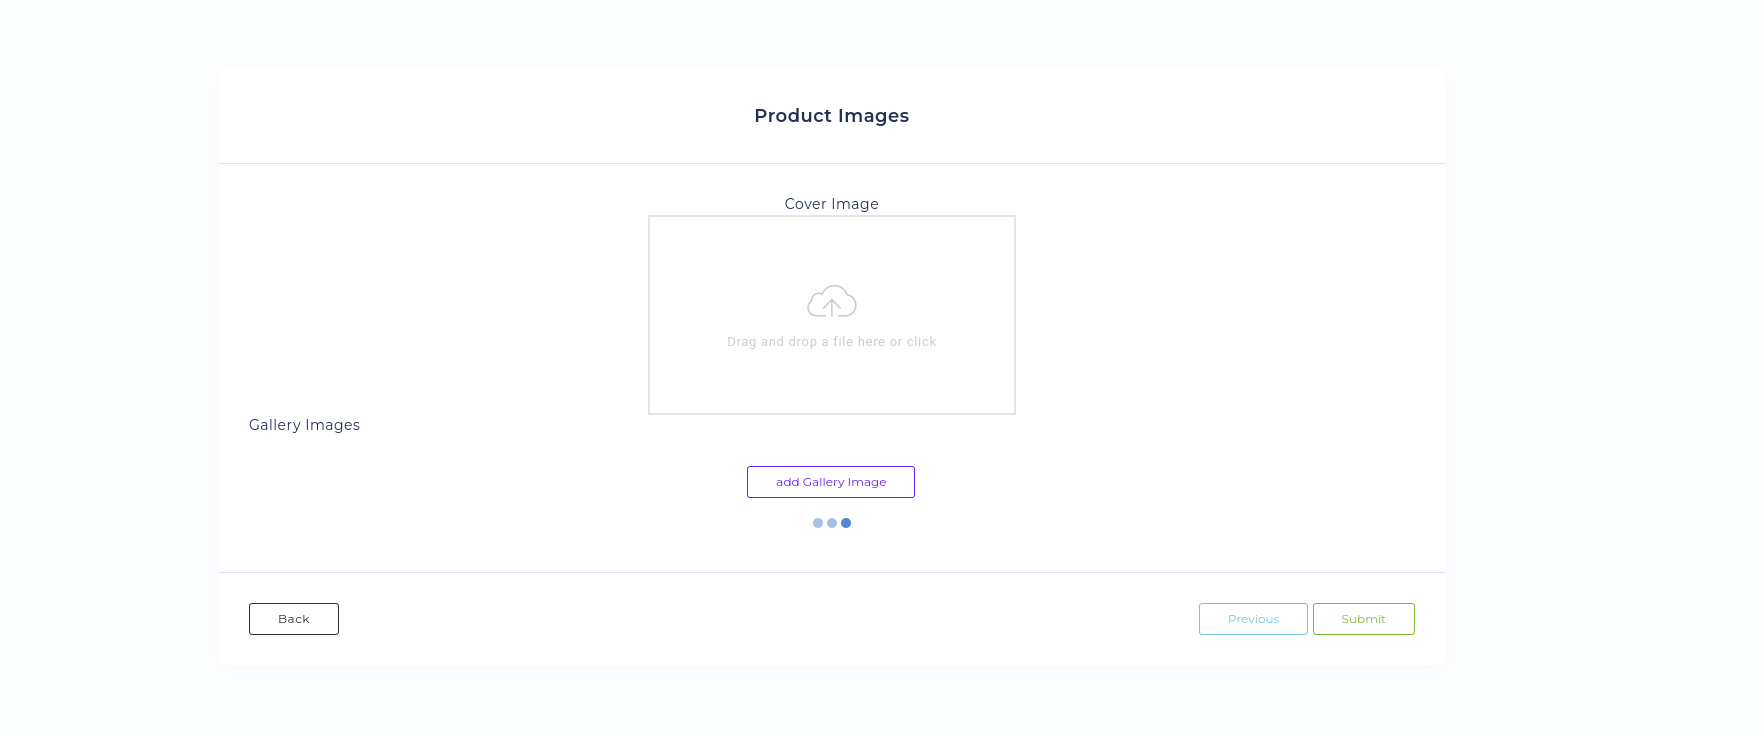 Product Images
Cover Image
Drag and drop a file here or click
Gallery Images
add Gallery Image
Back
Previous
Submit